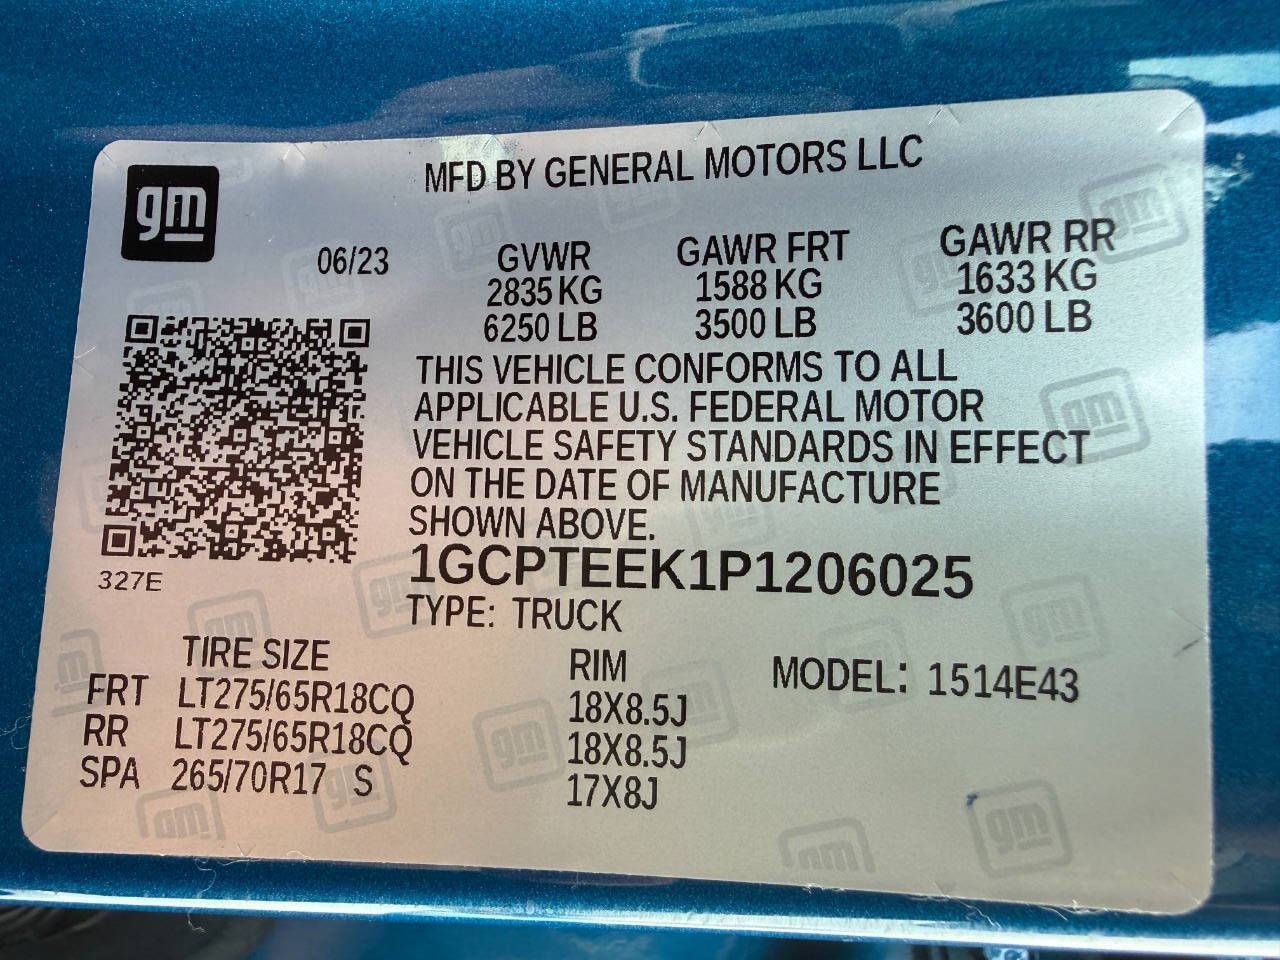 gm
MFD BY GENERAL MOTORS LLC
06/23 GVWR GAWR FRT GAWR RR
2835 KG 1588 KG 1633 KG
6250 LB 3500 LB 3600 LB
THIS VEHICLE CONFORMS TO ALL
APPLICABLE U.S. FEDERAL MOTOR
VEHICLE SAFETY STANDARDS IN EFFECT
ON THE DATE OF MANUFACTURE
SHOWN ABOVE.
1GCPTEEK1P1206025
327E
TYPE: TRUCK
TIRE SIZE RIM MODEL: 1514E43
FRT LT275/65R18CQ 18X8.5J
RR LT275/65R18CQ 18X8.5J
SPA 265/70R17 S 17X8J